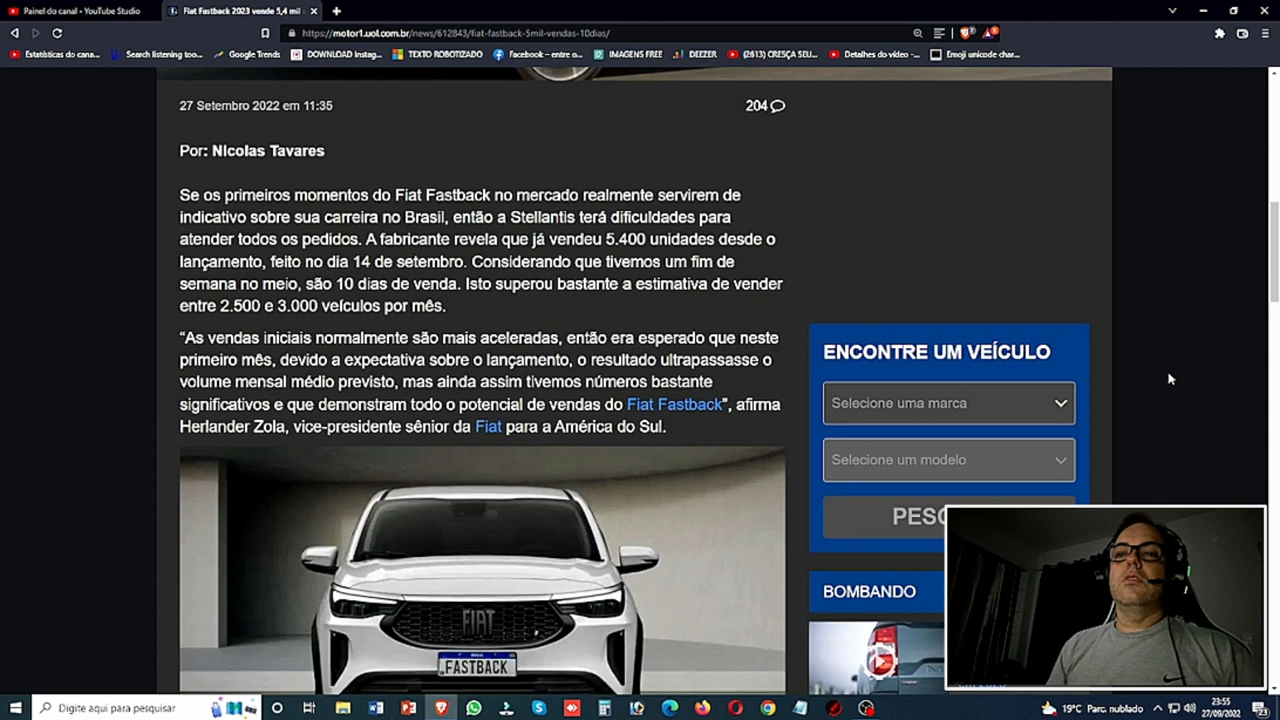 Painel do canal - YouTube Studio
Fiat Fastback 2023 vende 5,4 mil
https://motor1.uol.com.br/news/612843/fiat-fastback-5mil-vendas-10dias/
Estatísticas do cana...
Search listening too...
Google Trends
DOWNLOAD Instag...
TEXTO ROBOTIZADO
Facebook – entre o...
IMAGENS FREE
DEEZER
(2613) CRESÇA SEU...
Detalhes do vídeo -...
Emoji unicode char...
27 Setembro 2022 em 11:35
204
Por: Nicolas Tavares
Se os primeiros momentos do Fiat Fastback no mercado realmente servirem de
indicativo sobre sua carreira no Brasil, então a Stellantis terá dificuldades para
atender todos os pedidos. A fabricante revela que já vendeu 5.400 unidades desde o
lançamento, feito no dia 14 de setembro. Considerando que tivemos um fim de
semana no meio, são 10 dias de venda. Isto superou bastante a estimativa de vender
entre 2.500 e 3.000 veículos por mês.
“As vendas iniciais normalmente são mais aceleradas, então era esperado que neste
primeiro mês, devido a expectativa sobre o lançamento, o resultado ultrapassasse o
volume mensal médio previsto, mas ainda assim tivemos números bastante
significativos e que demonstram todo o potencial de vendas do Fiat Fastback”, afirma
Herlander Zola, vice-presidente sênior da Fiat para a América do Sul.
ENCONTRE UM VEÍCULO
Selecione uma marca
Selecione um modelo
PESQ
BOMBANDO
FIAT
FASTBACK
Digite aqui para pesquisar
19°C Parc. nublado
23:55
27/09/2022